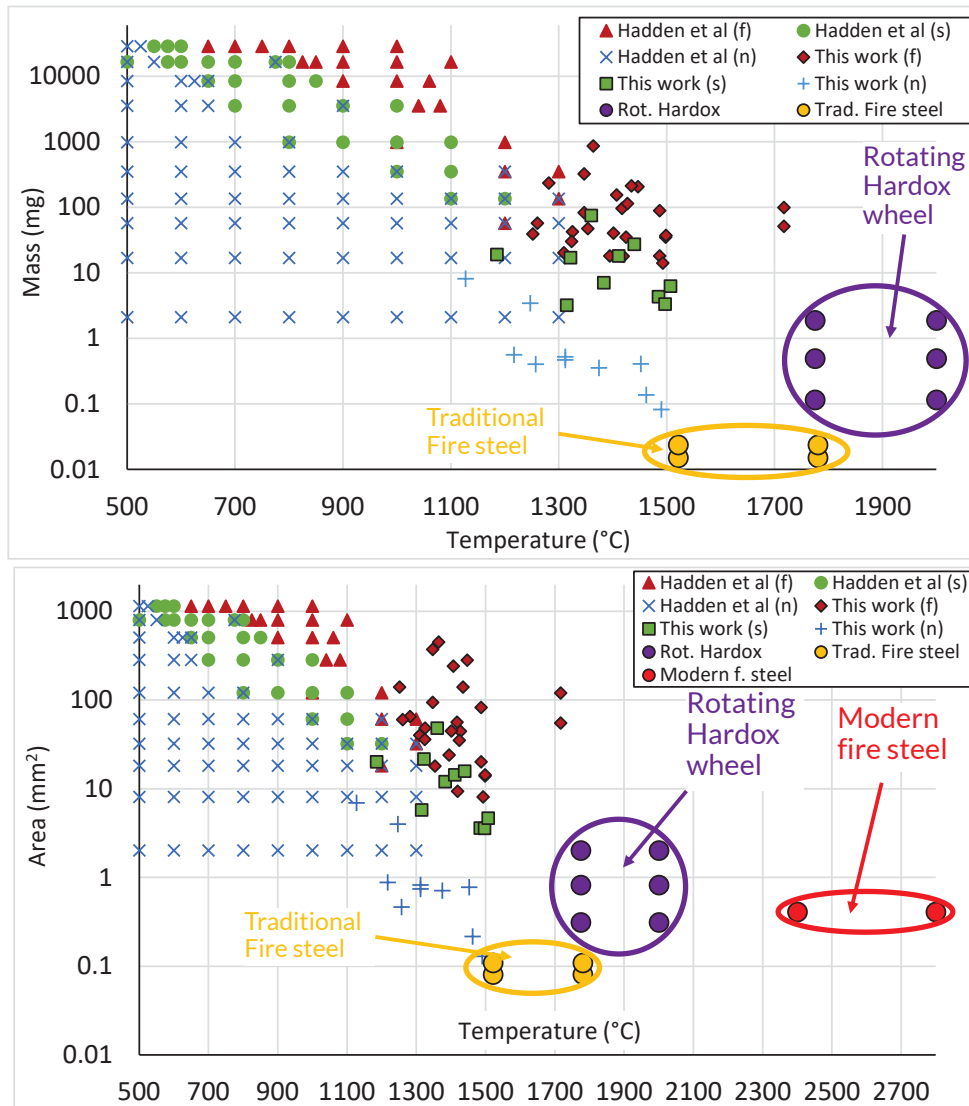 Hadden et al (f)
Hadden et al (s)
Hadden et al (n)
This work (f)
This work (s)
This work (n)
Rot. Hardox
Trad. Fire steel
10000
1000
100
10
1
0.1
0.01
Mass (mg)
Rotating
Hardox
wheel
Traditional
Fire steel
500
700
900
1100
1300
1500
1700
1900
Temperature (°C)
Hadden et al (f)
Hadden et al (s)
Hadden et al (n)
This work (f)
This work (s)
This work (n)
Rot. Hardox
Trad. Fire steel
Modern f. steel
1000
100
10
1
0.1
0.01
Area (mm²)
Rotating
Hardox
wheel
Modern
fire steel
Traditional
Fire steel
Temperature (°C)
500
700
900
1100
1300
1500
1700
1900
2100
2300
2500
2700